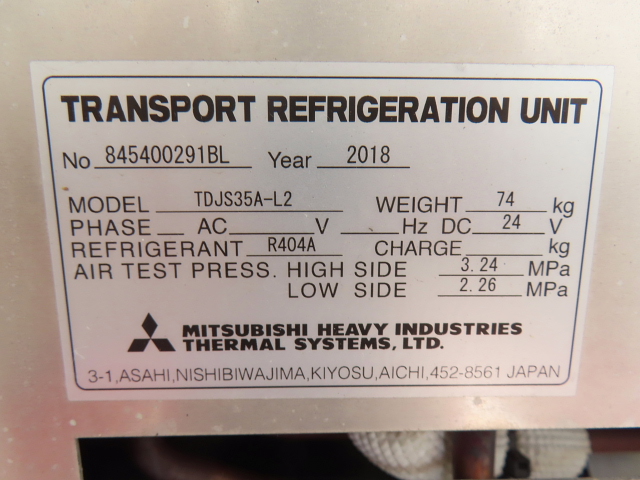 TRANSPORT REFRIGERATION UNIT
No 845400291BL Year 2018
MODEL TDJS35A-L2 WEIGHT 74 kg
PHASE AC V Hz DC 24 V
REFRIGERANT R404A CHARGE kg
AIR TEST PRESS. HIGH SIDE 3.24 MPa
LOW SIDE 2.26 MPa
MITSUBISHI HEAVY INDUSTRIES
THERMAL SYSTEMS, LTD.
3-1,ASAHI,NISHIBIWAJIMA,KIYOSU,AICHI,452-8561 JAPAN